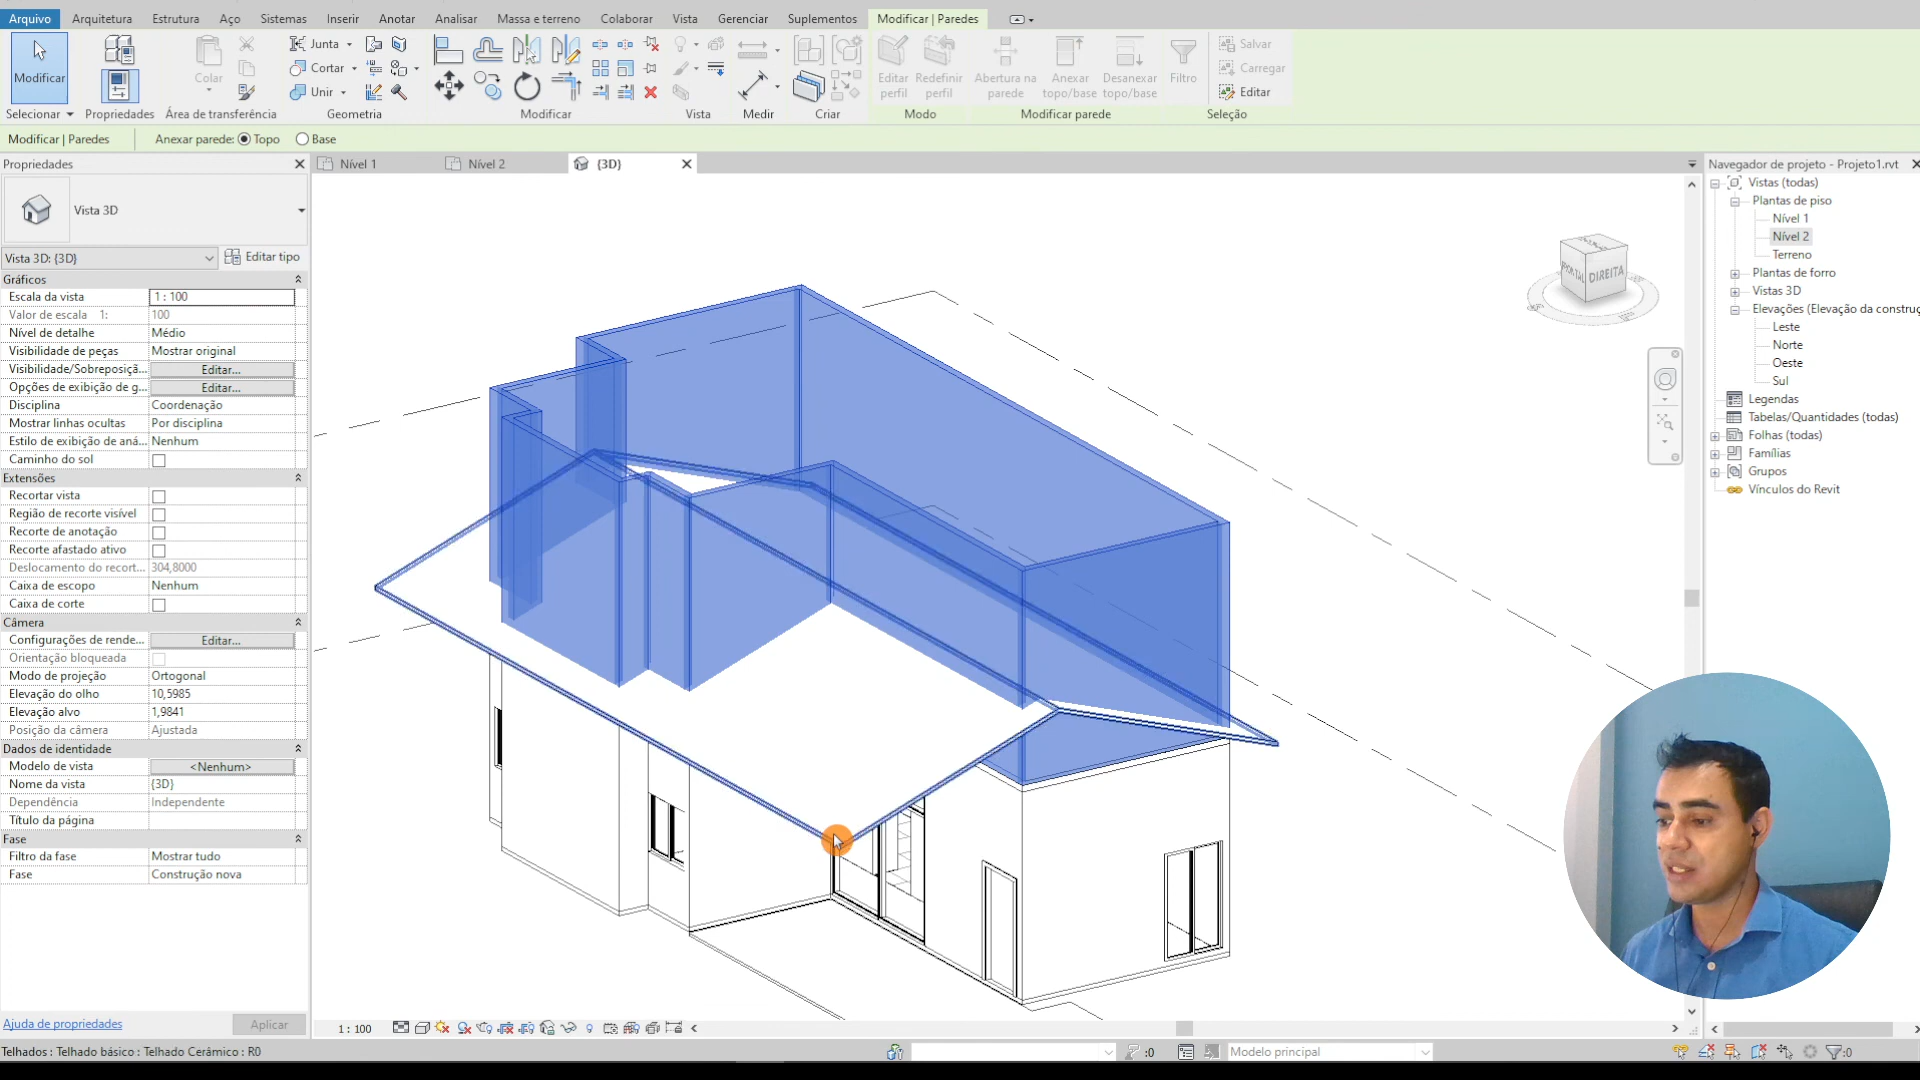 Arquivo Arquitetura Estrutura Aço Sistemas Inserir Anotar Analisar Massa e terreno Colaborar Vista Gerenciar Suplementos Modificar | Paredes
Modificar
Colar
Junta
Cortar
Unir
Editar perfil
Redefinir perfil
Abertura na parede
Anexar topo/base
Desanexar topo/base
Filtro
Salvar
Carregar
Editar
Selecionar Propriedades Área de transferência Geometria Modificar Vista Medir Criar Modo Modificar parede Seleção
Modificar | Paredes Anexar parede: Topo Base
Propriedades
Nível 1 Nível 2 {3D}
Vista 3D
Vista 3D: {3D} Editar tipo
Gráficos
Escala da vista 1 : 100
Valor de escala 1: 100
Nível de detalhe Médio
Visibilidade de peças Mostrar original
Visibilidade/Sobreposiçã... Editar...
Opções de exibição de g... Editar...
Disciplina Coordenação
Mostrar linhas ocultas Por disciplina
Estilo de exibição de aná... Nenhum
Caminho do sol
Extensões
Recortar vista
Região de recorte visível
Recorte de anotação
Recorte afastado ativo
Deslocamento do recort... 304,8000
Caixa de escopo Nenhum
Caixa de corte
Câmera
Configurações de rende... Editar...
Orientação bloqueada
Modo de projeção Ortogonal
Elevação do olho 10,5985
Elevação alvo 1,9841
Posição da câmera Ajustada
Dados de identidade
Modelo de vista <Nenhum>
Nome da vista {3D}
Dependência Independente
Título da página
Fase
Filtro da fase Mostrar tudo
Fase Construção nova
Ajuda de propriedades Aplicar
DIREITA
Navegador de projeto - Projeto1.rvt
Vistas (todas)
Plantas de piso
Nível 1
Nível 2
Terreno
Plantas de forro
Vistas 3D
Elevações (Elevação da construç
Leste
Norte
Oeste
Sul
Legendas
Tabelas/Quantidades (todas)
Folhas (todas)
Famílias
Grupos
Vínculos do Revit
1 : 100
Telhados : Telhado básico : Telhado Cerâmico : R0
:0
Modelo principal
:0